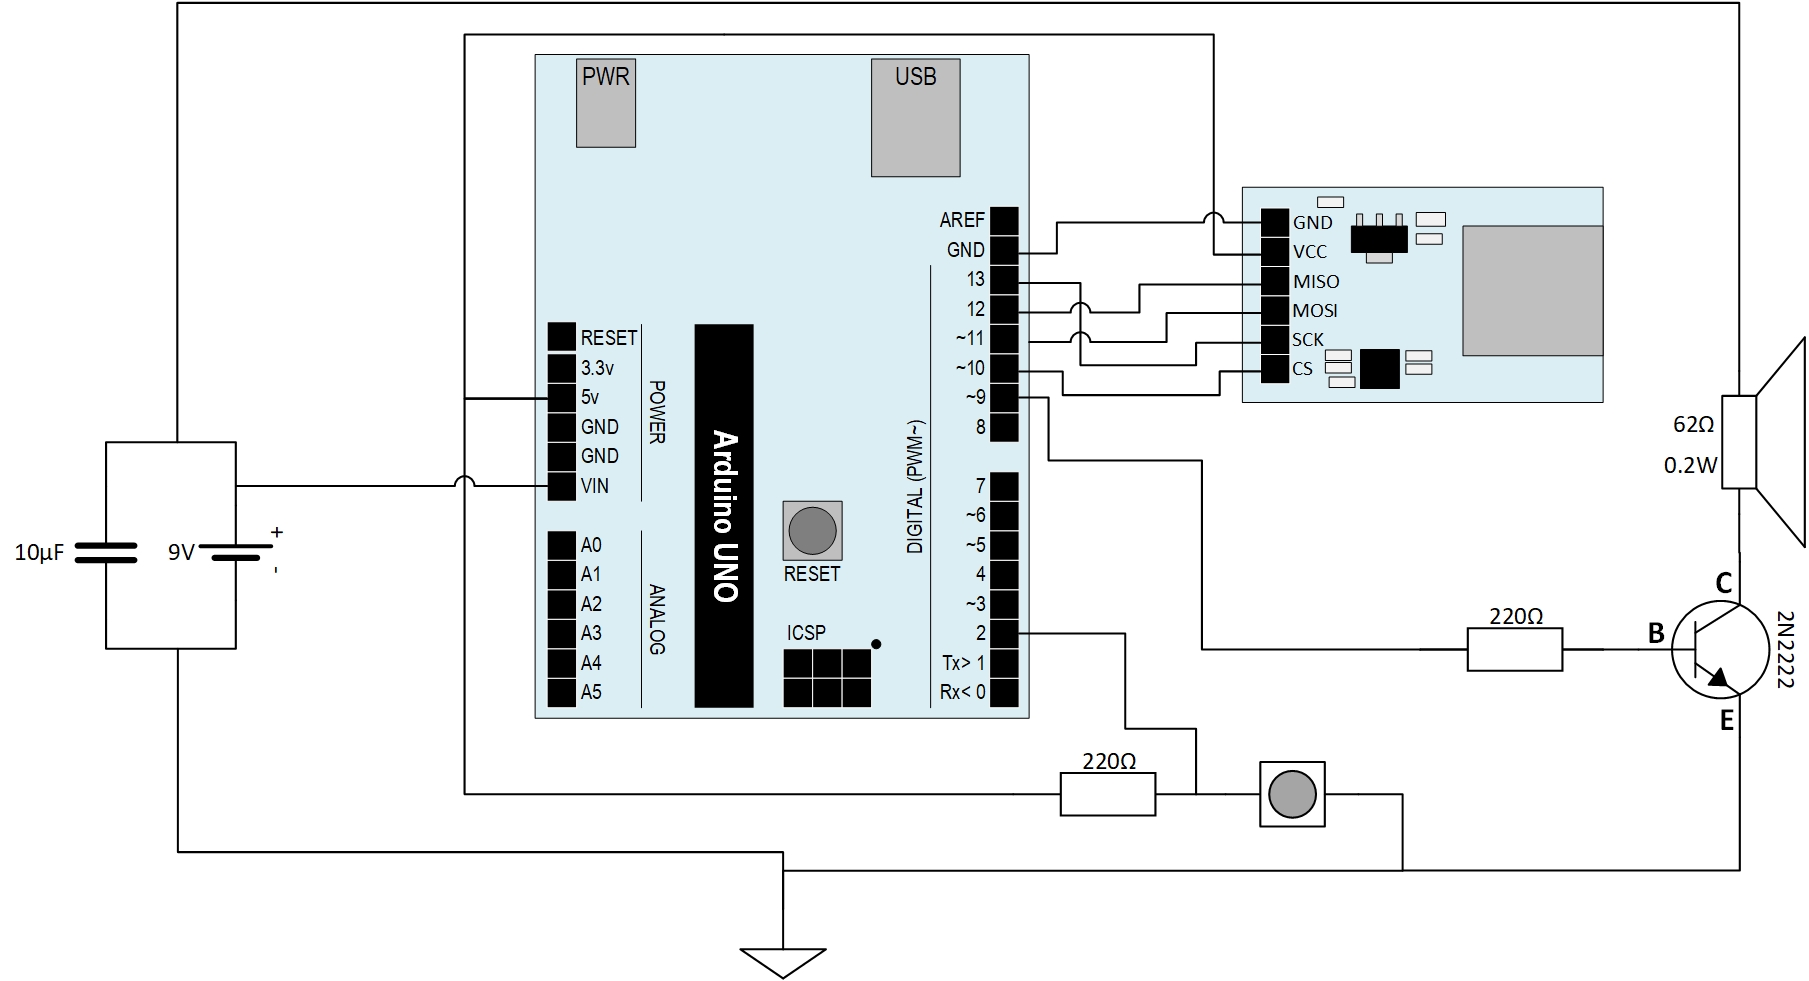 PWR
USB
AREF
GND
13
12
~11
~10
~9
8
7
~6
~5
4
~3
2
Tx> 1
Rx< 0
DIGITAL (PWM~)
RESET
3.3v
5v
GND
GND
VIN
POWER
A0
A1
A2
A3
A4
A5
ANALOG
Arduino UNO
RESET
ICSP
GND
VCC
MISO
MOSI
SCK
CS
10µF
9V
+
-
62Ω
0.2W
C
B
E
2N2222
220Ω
220Ω